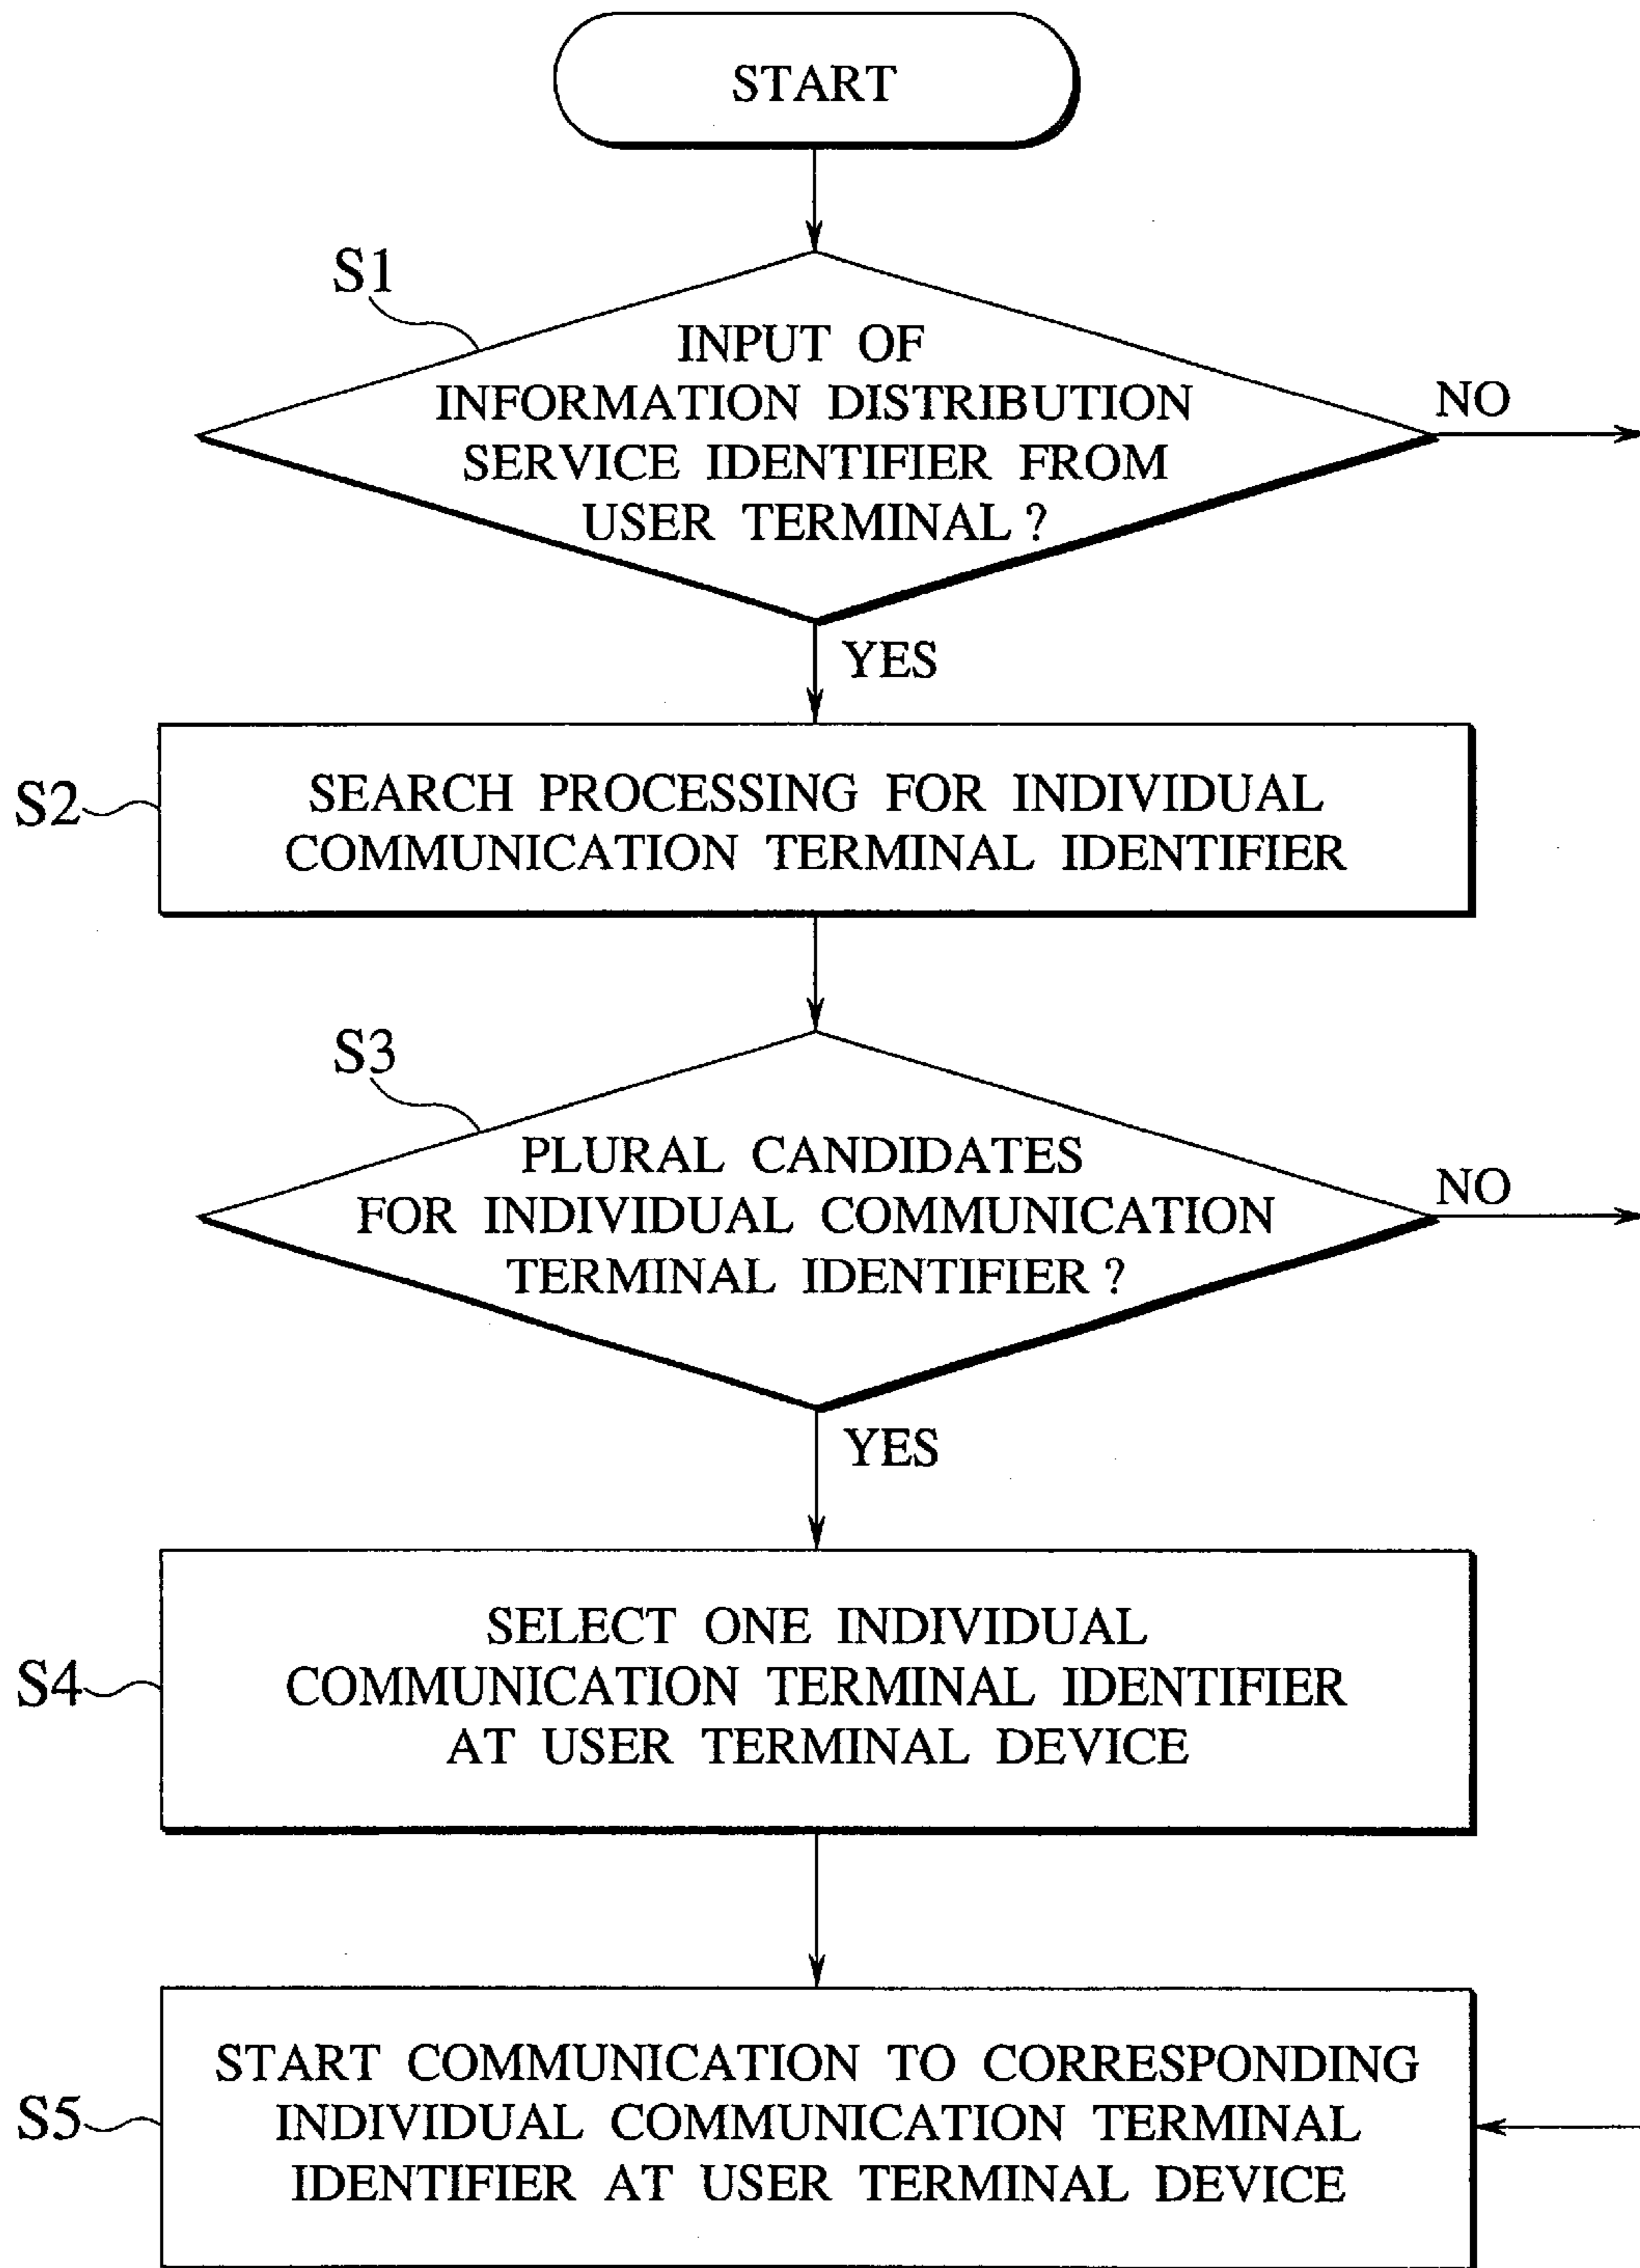 START
S1
INPUT OF
INFORMATION DISTRIBUTION
SERVICE IDENTIFIER FROM
USER TERMINAL ?
NO
YES
S2
SEARCH PROCESSING FOR INDIVIDUAL
COMMUNICATION TERMINAL IDENTIFIER
S3
PLURAL CANDIDATES
FOR INDIVIDUAL COMMUNICATION
TERMINAL IDENTIFIER ?
NO
YES
S4
SELECT ONE INDIVIDUAL
COMMUNICATION TERMINAL IDENTIFIER
AT USER TERMINAL DEVICE
S5
START COMMUNICATION TO CORRESPONDING
INDIVIDUAL COMMUNICATION TERMINAL
IDENTIFIER AT USER TERMINAL DEVICE